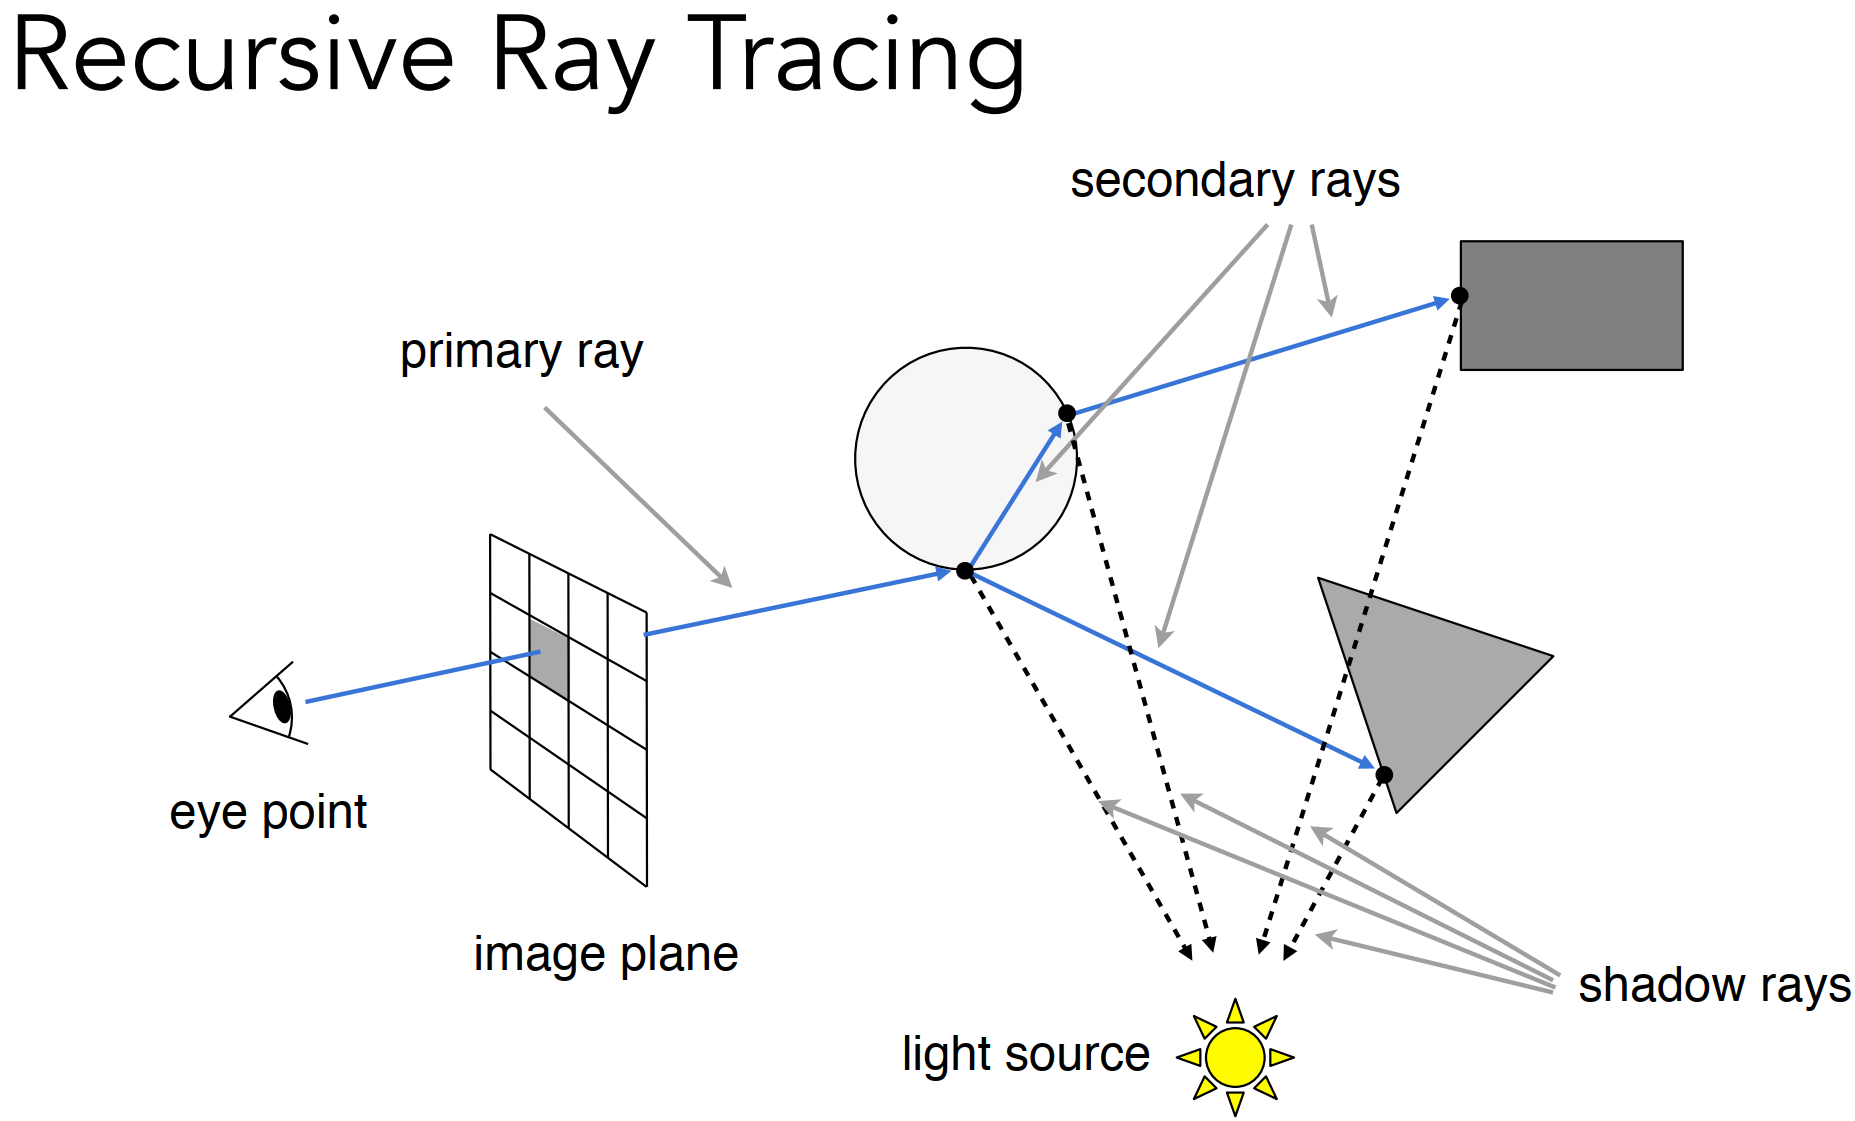 Recursive Ray Tracing
secondary rays
primary ray
eye point
image plane
shadow rays
light source